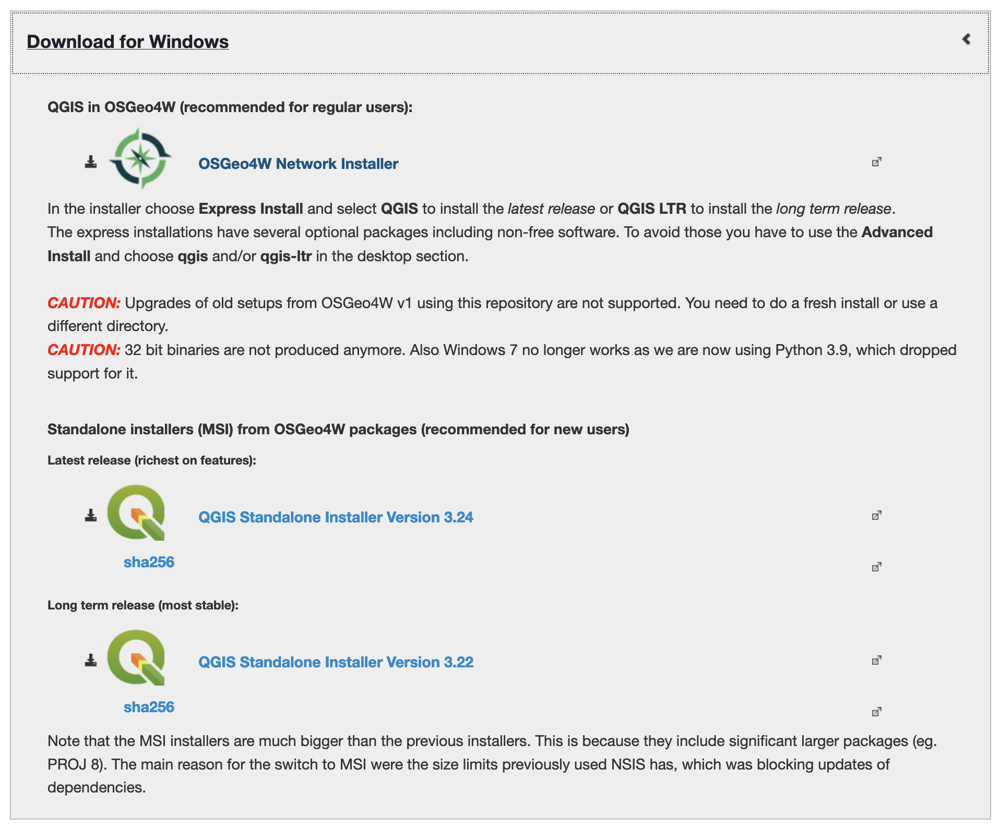 Download for Windows
QGIS in OSGeo4W (recommended for regular users):
OSGeo4W Network Installer
In the installer choose Express Install and select QGIS to install the latest release or QGIS LTR to install the long term release.
The express installations have several optional packages including non-free software. To avoid those you have to use the Advanced
Install and choose qgis and/or qgis-ltr in the desktop section.
CAUTION: Upgrades of old setups from OSGeo4W v1 using this repository are not supported. You need to do a fresh install or use a
different directory.
CAUTION: 32 bit binaries are not produced anymore. Also Windows 7 no longer works as we are now using Python 3.9, which dropped
support for it.
Standalone installers (MSI) from OSGeo4W packages (recommended for new users)
Latest release (richest on features):
QGIS Standalone Installer Version 3.24
sha256
Long term release (most stable):
QGIS Standalone Installer Version 3.22
sha256
Note that the MSI installers are much bigger than the previous installers. This is because they include significant larger packages (eg.
PROJ 8). The main reason for the switch to MSI were the size limits previously used NSIS has, which was blocking updates of
dependencies.